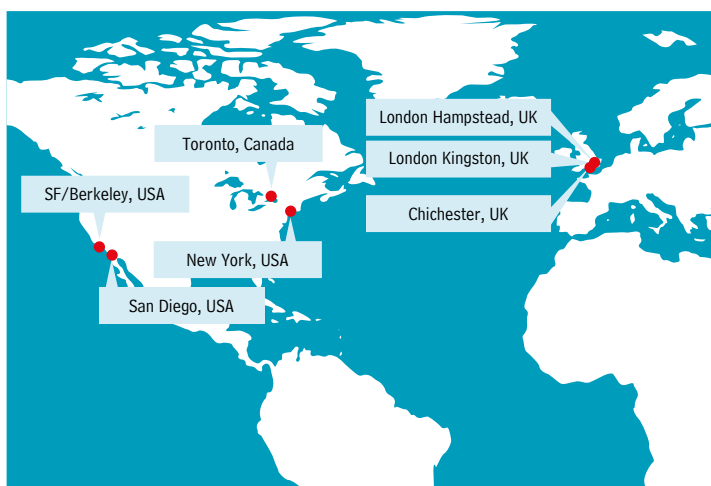 London Hampstead, UK
Toronto, Canada
London Kingston, UK
SF/Berkeley, USA
Chichester, UK
New York, USA
San Diego, USA